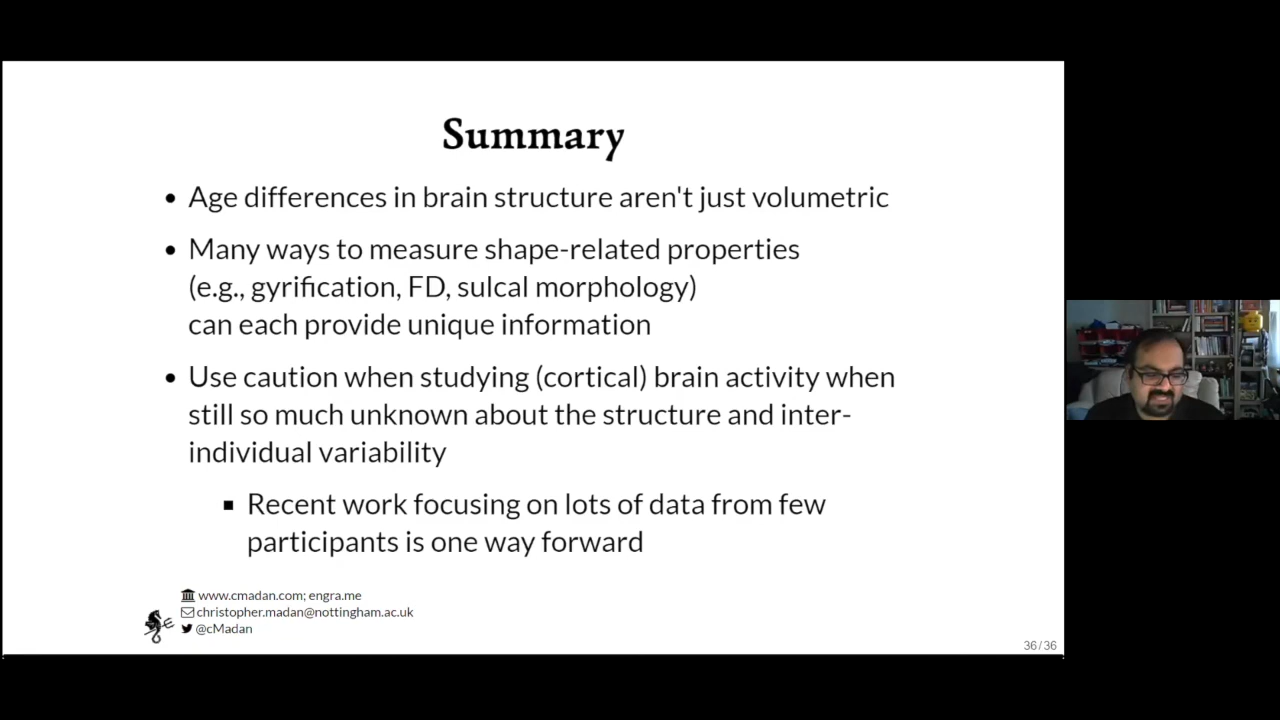 Summary
• Age differences in brain structure aren't just volumetric
• Many ways to measure shape-related properties
(e.g., gyrification, FD, sulcal morphology)
can each provide unique information
• Use caution when studying (cortical) brain activity when
still so much unknown about the structure and inter-
individual variability
▪ Recent work focusing on lots of data from few
participants is one way forward
www.cmadan.com; engra.me
christopher.madan@nottingham.ac.uk
@cMadan
36/36